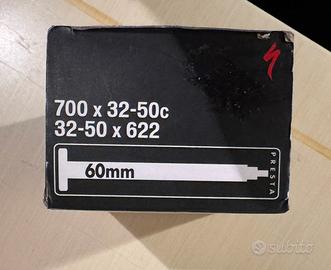 700 x 32-50c
32-50 x 622
60mm
PRESTA
subito